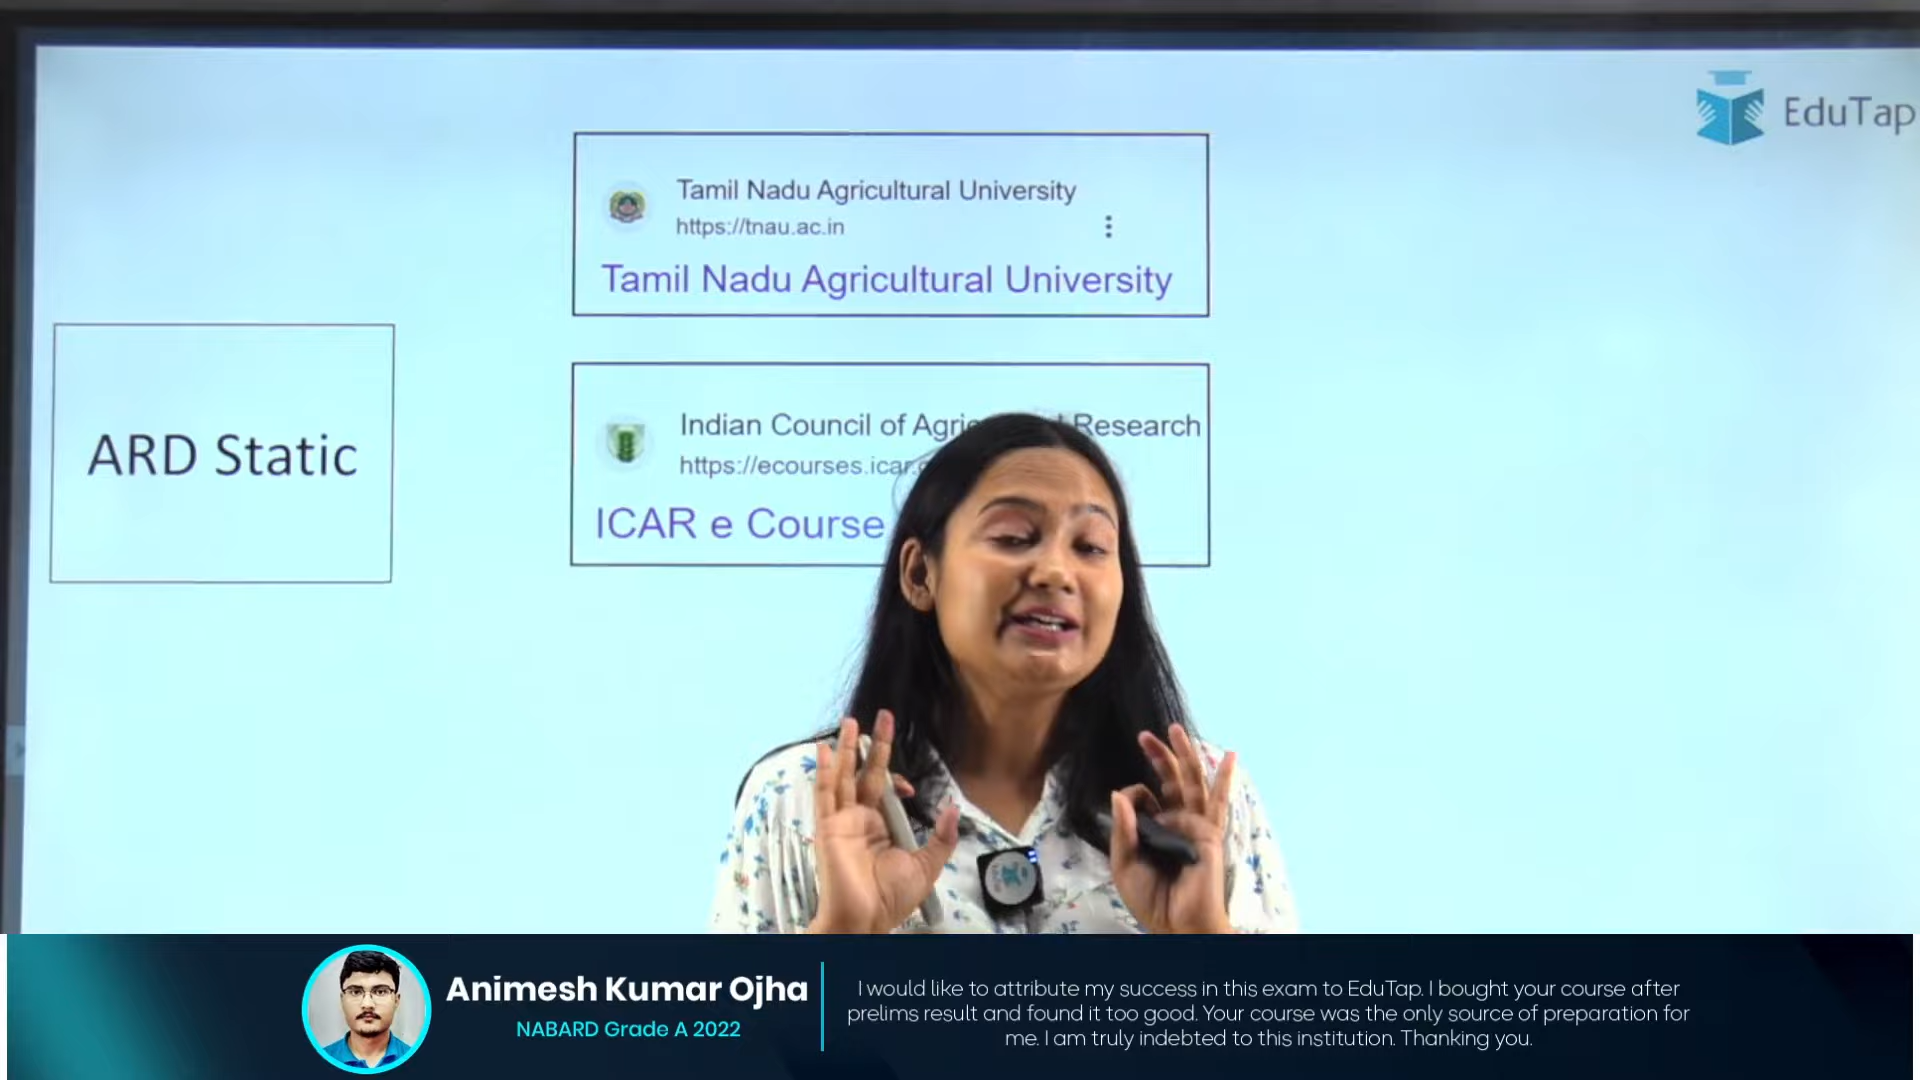 EduTap
Tamil Nadu Agricultural University
https://tnau.ac.in
Tamil Nadu Agricultural University
ARD Static
Indian Council of Research
https://ecourses.icar
ICAR e Course
Animesh Kumar Ojha
NABARD Grade A 2022
I would like to attribute my success in this exam to EduTap. I bought your course after
prelims result and found it too good. Your course was the only source of preparation for
me. I am truly indebted to this institution. Thanking you.